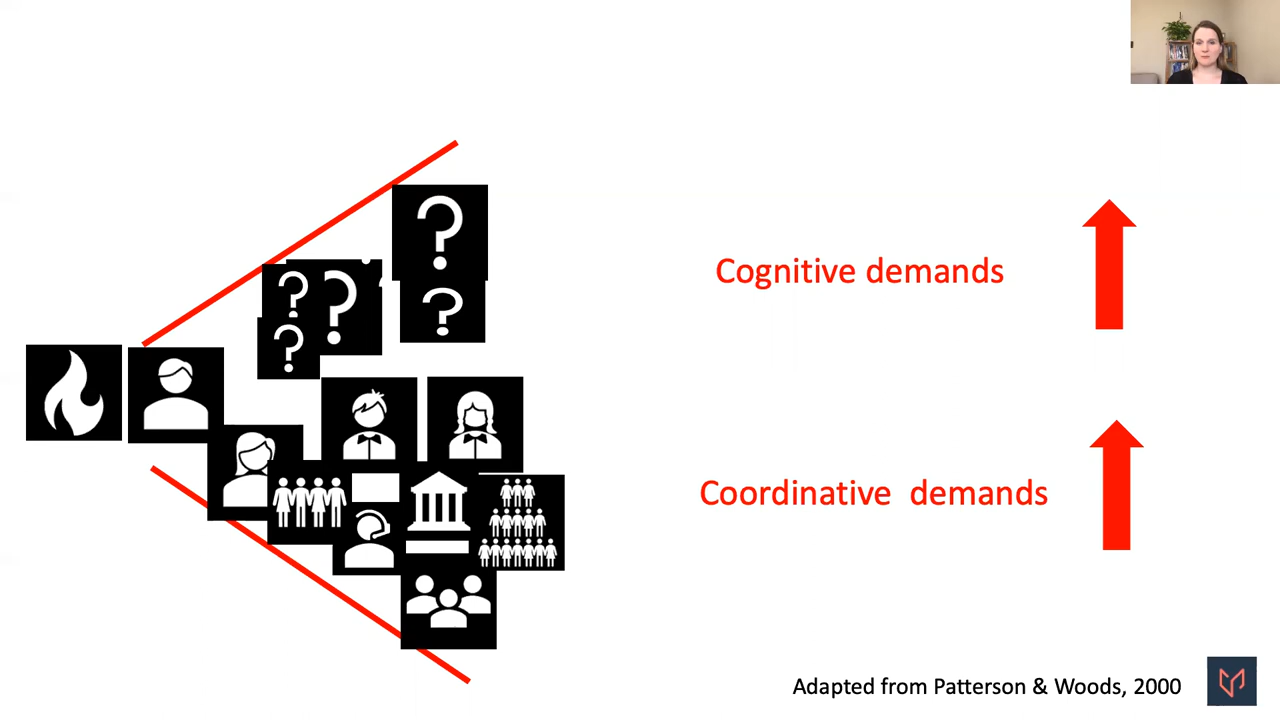 ?
?
?
?
?
Cognitive demands
Coordinative demands
Adapted from Patterson & Woods, 2000